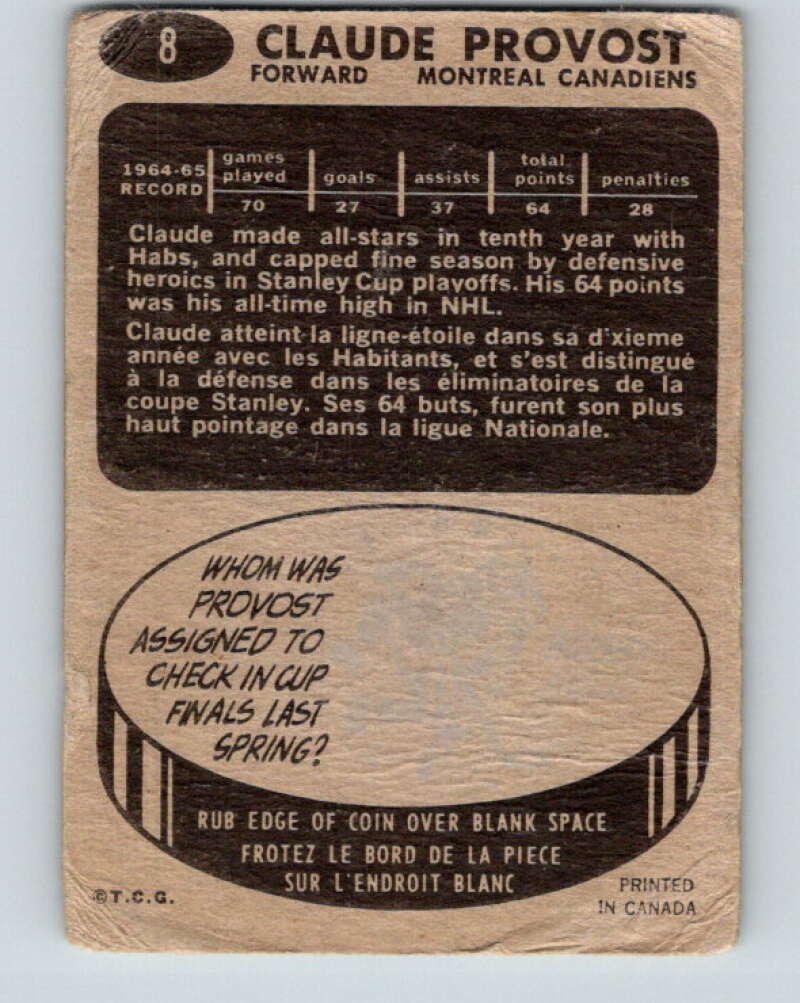 8 CLAUDE PROVOST
FORWARD MONTREAL CANADIENS
1964-65 RECORD games played goals assists total points penalties
70 27 37 64 28
Claude made all-stars in tenth year with
Habs, and capped fine season by defensive
heroics in Stanley Cup playoffs. His 64 points
was his all-time high in NHL.
Claude atteint la ligne-étoile dans sa d'xieme
année avec les Habitants, et s'est distingué
à la défense dans les éliminatoires de la
coupe Stanley. Ses 64 buts, furent son plus
haut pointage dans la ligue Nationale.
WHOM WAS
PROVOST
ASSIGNED TO
CHECK IN CUP
FINALS LAST
SPRING?
RUB EDGE OF COIN OVER BLANK SPACE
FROTEZ LE BORD DE LA PIECE
SUR L'ENDROIT BLANC
©T.C.G.
PRINTED
IN CANADA